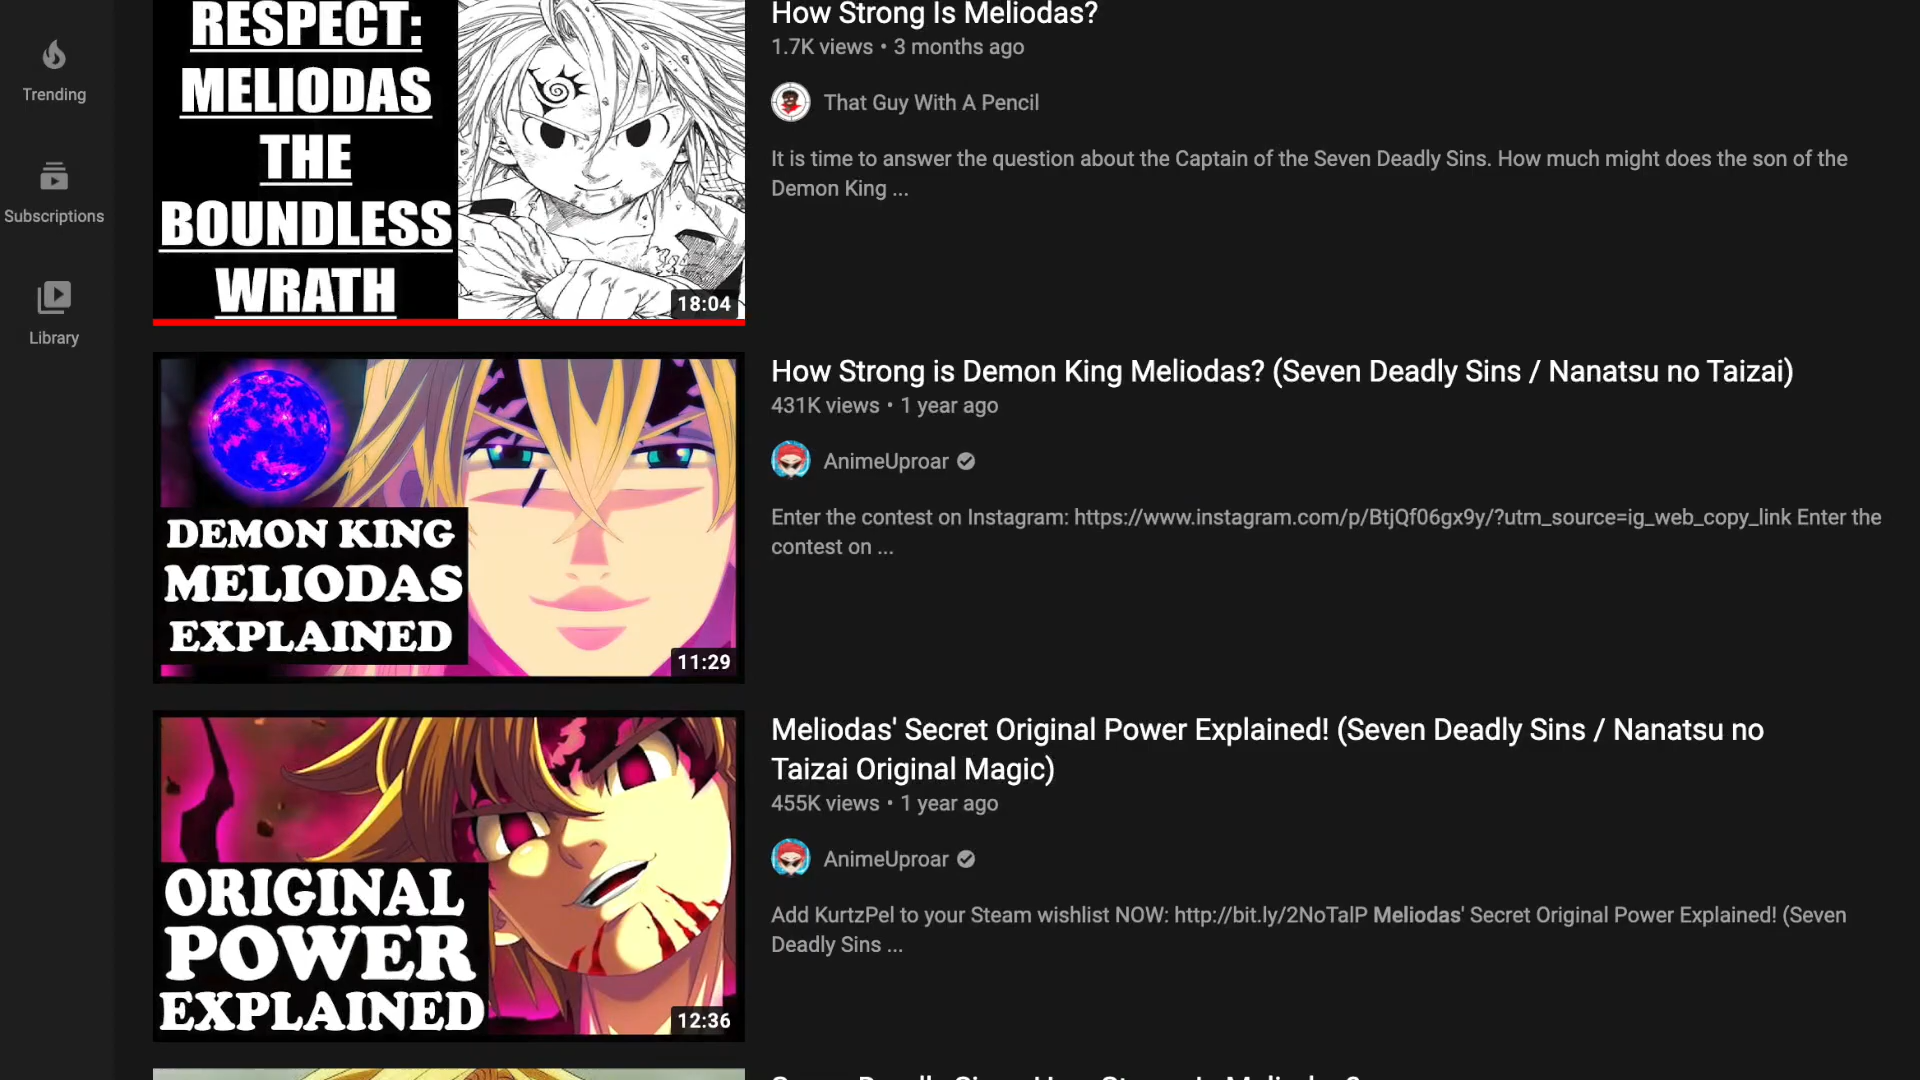 Trending
Subscriptions
Library
RESPECT:
MELIODAS
THE
BOUNDLESS
WRATH
18:04
How Strong Is Meliodas?
1.7K views • 3 months ago
That Guy With A Pencil
It is time to answer the question about the Captain of the Seven Deadly Sins. How much might does the son of the
Demon King ...
DEMON KING
MELIODAS
EXPLAINED
11:29
How Strong is Demon King Meliodas? (Seven Deadly Sins / Nanatsu no Taizai)
431K views • 1 year ago
AnimeUproar
Enter the contest on Instagram: https://www.instagram.com/p/BtjQf06gx9y/?utm_source=ig_web_copy_link Enter the
contest on ...
ORIGINAL
POWER
EXPLAINED
12:36
Meliodas' Secret Original Power Explained! (Seven Deadly Sins / Nanatsu no
Taizai Original Magic)
455K views • 1 year ago
AnimeUproar
Add KurtzPel to your Steam wishlist NOW: http://bit.ly/2NoTalP Meliodas' Secret Original Power Explained! (Seven
Deadly Sins ...